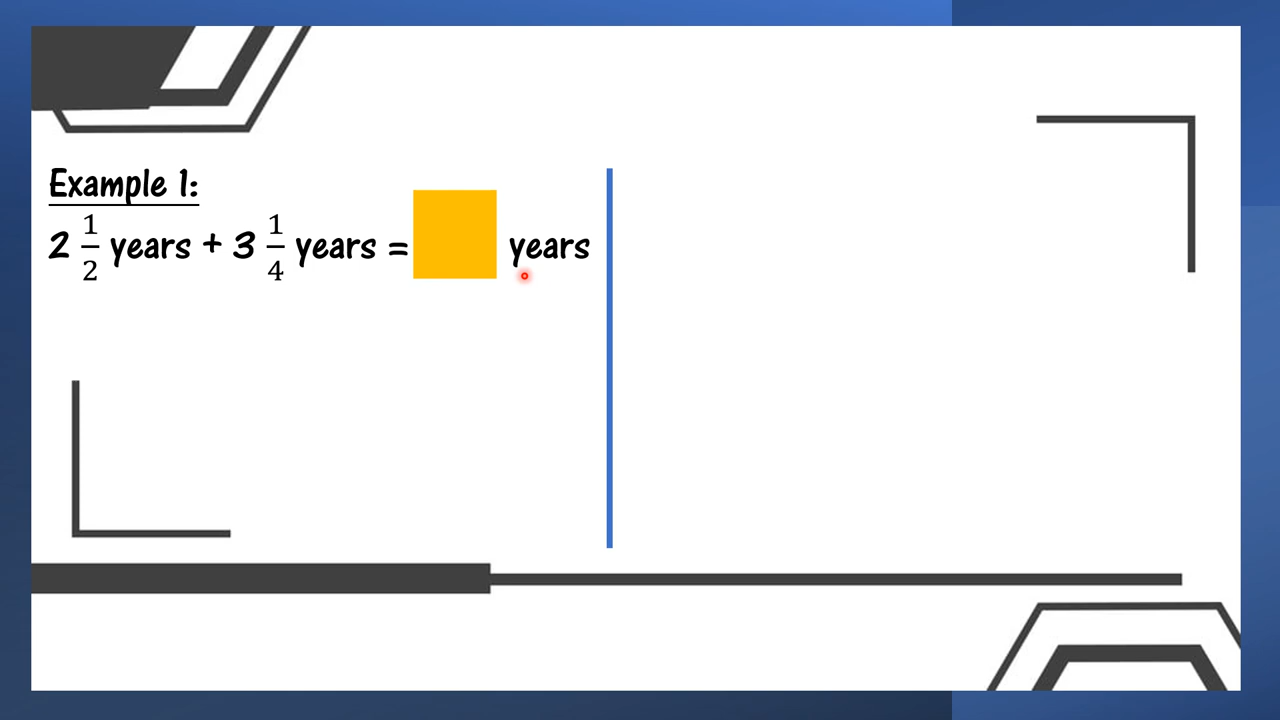 Example 1:
2 1/2 years + 3 1/4 years = years